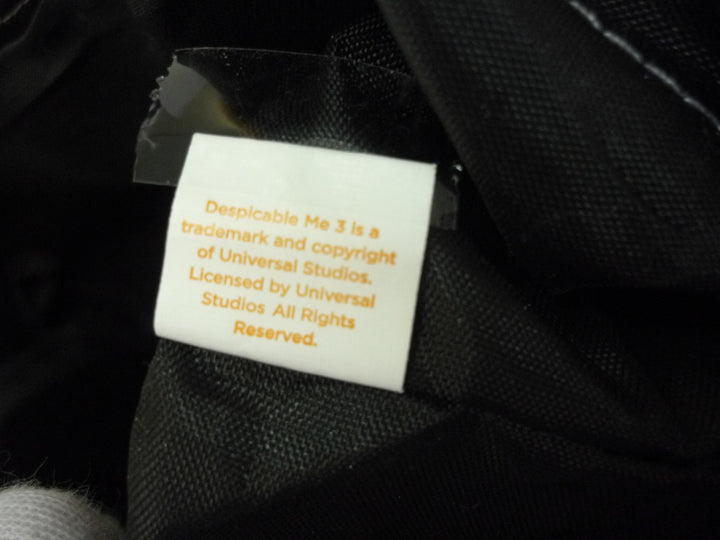 Despicable Me 3 is a
trademark and copyright
of Universal Studios.
Licensed by Universal
Studios All Rights
Reserved.